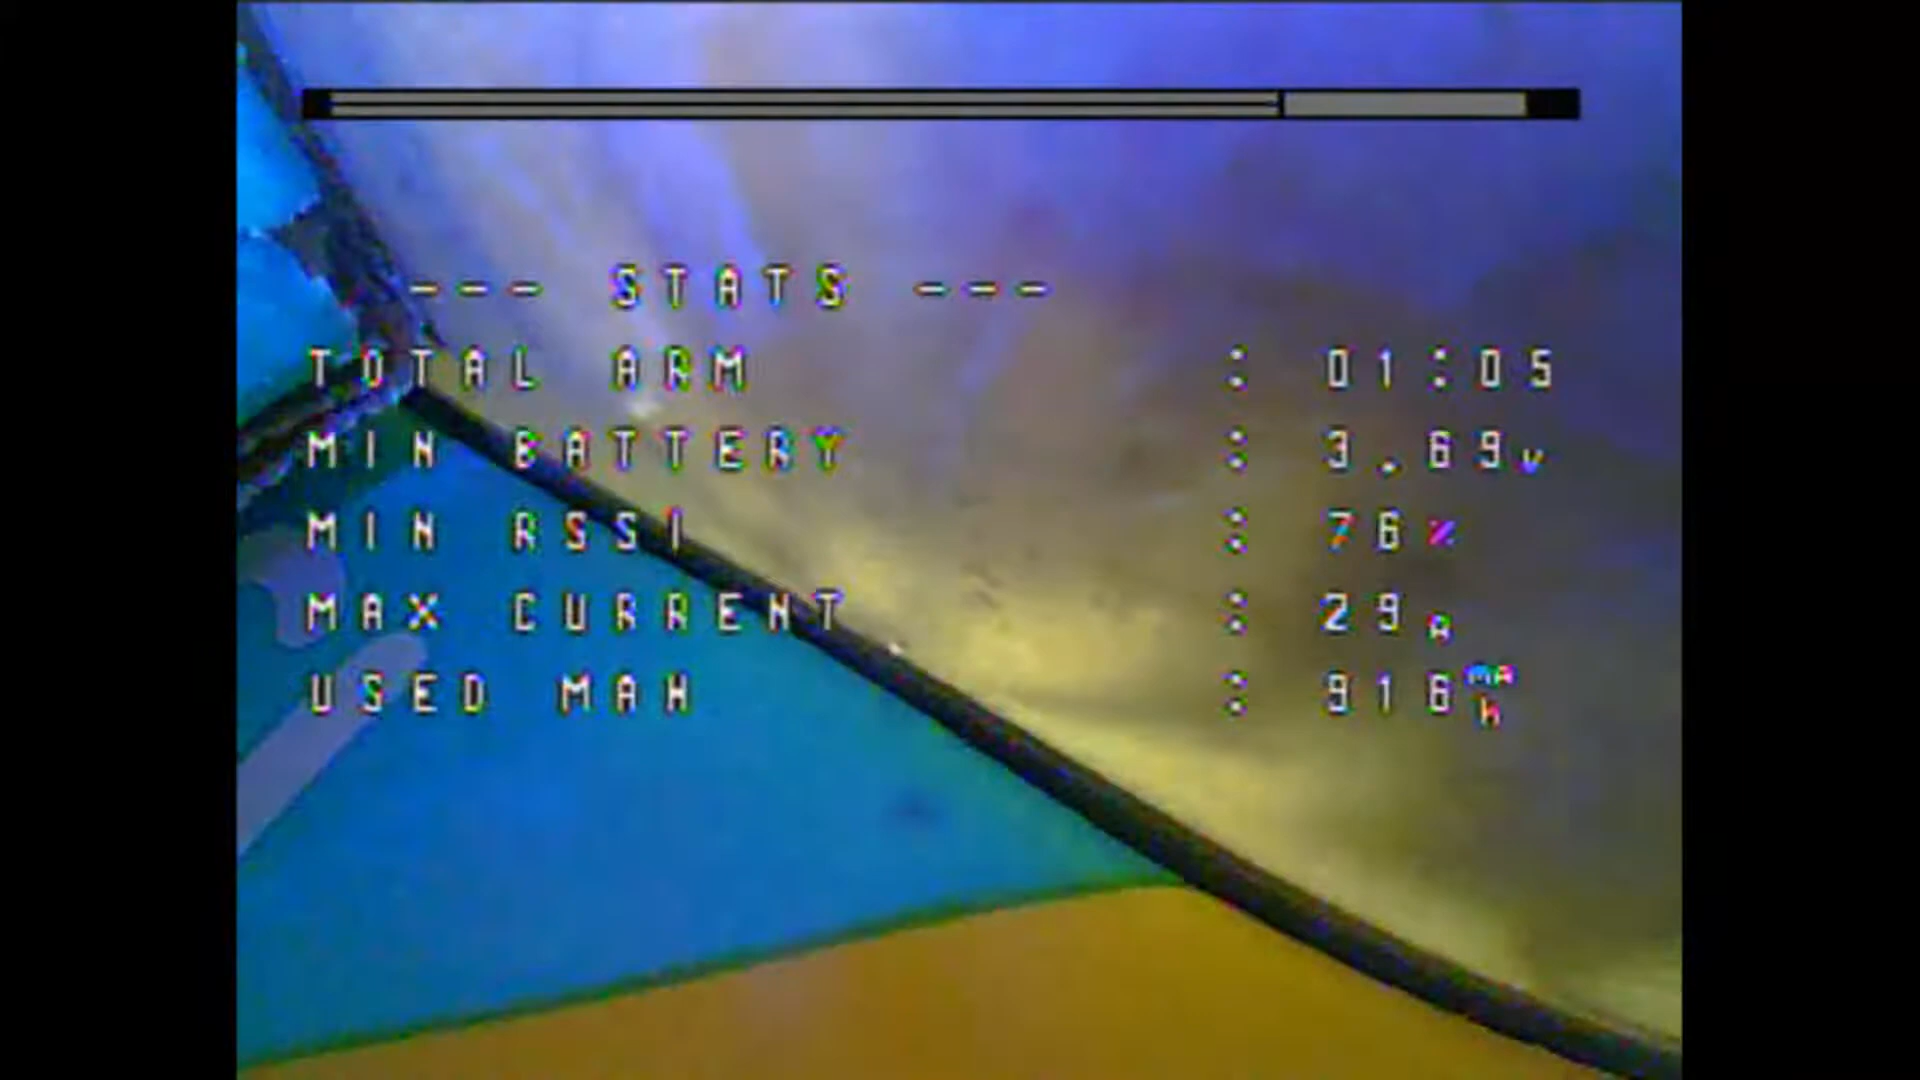 --- STATS ---
TOTAL ARM : 01:05
MIN BATTERY : 3.69V
MIN RSSI : 76%
MAX CURRENT : 29A
USED MAH : 916mAh